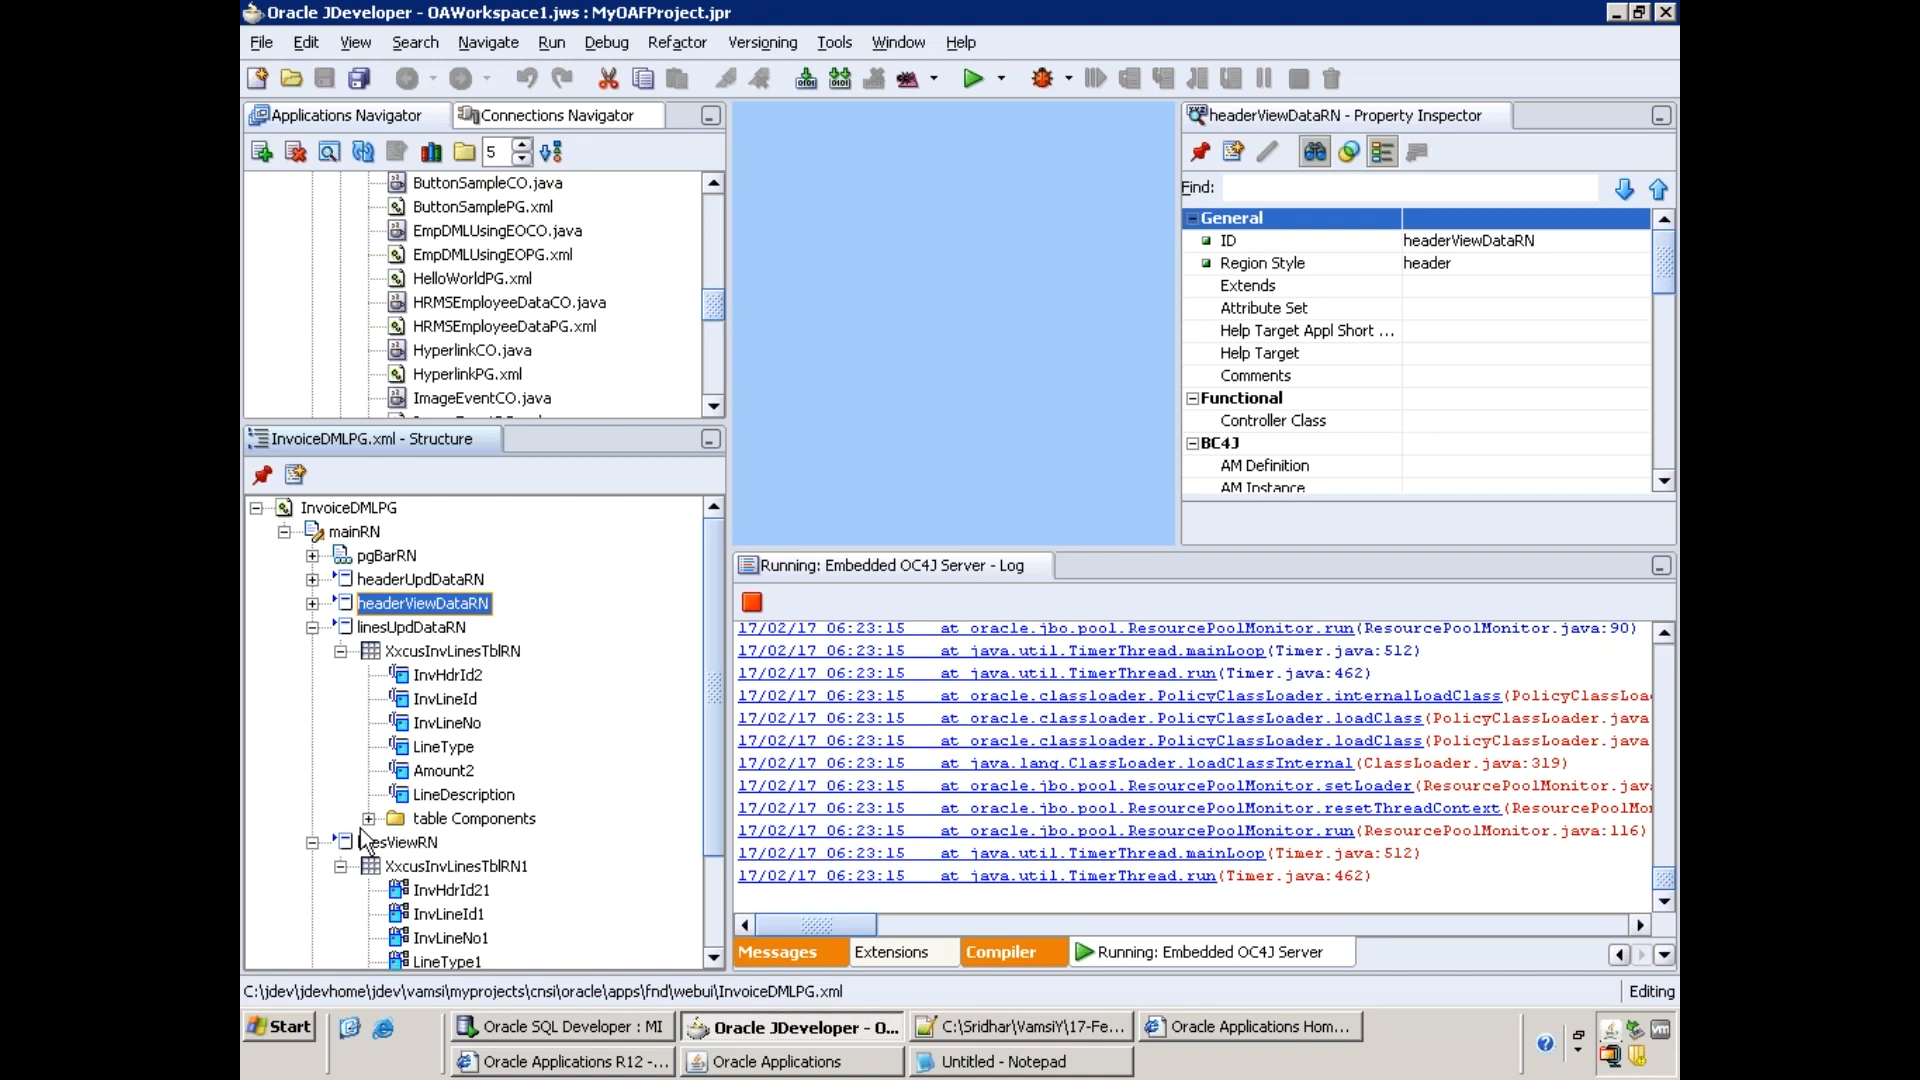 Oracle JDeveloper - OAWorkspace1.jws : MyOAFProject.jpr
File Edit View Search Navigate Run Debug Refactor Versioning Tools Window Help
Applications Navigator
Connections Navigator
5
ButtonSampleCO.java
ButtonSamplePG.xml
EmpDMLUsingEOCO.java
EmpDMLUsingEOPG.xml
HelloWorldPG.xml
HRMSEmployeeDataCO.java
HRMSEmployeeDataPG.xml
HyperlinkCO.java
HyperlinkPG.xml
ImageEventCO.java
InvoiceDMLPG.xml - Structure
InvoiceDMLPG
mainRN
pgBarRN
headerUpdDataRN
headerViewDataRN
linesUpdDataRN
XxcusInvLinesTblRN
InvHdrId2
InvLineId
InvLineNo
LineType
Amount2
LineDescription
table Components
esViewRN
XxcusInvLinesTblRN1
InvHdrId21
InvLineId1
InvLineNo1
LineType1
headerViewDataRN - Property Inspector
Find:
General
ID headerViewDataRN
Region Style header
Extends
Attribute Set
Help Target Appl Short ...
Help Target
Comments
Functional
Controller Class
BC4J
AM Definition
AM Instance
Running: Embedded OC4J Server - Log
17/02/17 06:23:15 at oracle.jbo.pool.ResourcePoolMonitor.run(ResourcePoolMonitor.java:90)
17/02/17 06:23:15 at java.util.TimerThread.mainLoop(Timer.java:512)
17/02/17 06:23:15 at java.util.TimerThread.run(Timer.java:462)
17/02/17 06:23:15 at oracle.classloader.PolicyClassLoader.internalLoadClass(PolicyClassLoa
17/02/17 06:23:15 at oracle.classloader.PolicyClassLoader.loadClass(PolicyClassLoader.java
17/02/17 06:23:15 at oracle.classloader.PolicyClassLoader.loadClass(PolicyClassLoader.java
17/02/17 06:23:15 at java.lang.ClassLoader.loadClassInternal(ClassLoader.java:319)
17/02/17 06:23:15 at oracle.jbo.pool.ResourcePoolMonitor.setLoader(ResourcePoolMonitor.jav
17/02/17 06:23:15 at oracle.jbo.pool.ResourcePoolMonitor.resetThreadContext(ResourcePoolMo
17/02/17 06:23:15 at oracle.jbo.pool.ResourcePoolMonitor.run(ResourcePoolMonitor.java:116)
17/02/17 06:23:15 at java.util.TimerThread.mainLoop(Timer.java:512)
17/02/17 06:23:15 at java.util.TimerThread.run(Timer.java:462)
Messages Extensions Compiler Running: Embedded OC4J Server
C:\jdev\jdevhome\jdev\vamsi\myprojects\cnsi\oracle\apps\fnd\webui\InvoiceDMLPG.xml
Editing
Start
Oracle SQL Developer : MI
Oracle JDeveloper - O...
C:\Sridhar\VamsiY\17-Fe...
Oracle Applications Hom...
Oracle Applications R12 -...
Oracle Applications
Untitled - Notepad